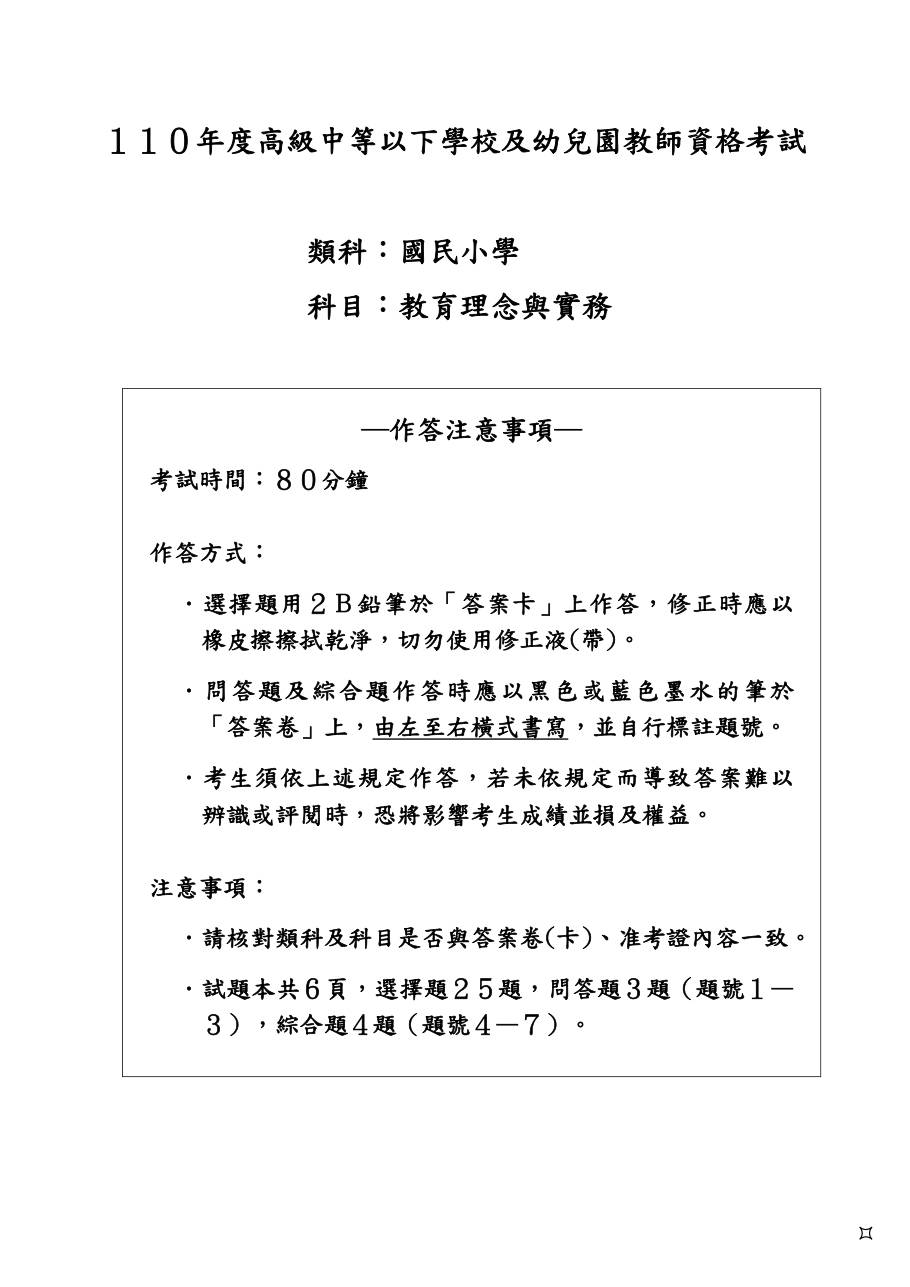 １１０年度高級中等以下學校及幼兒園教師資格考試
類科：國民小學
科目：教育理念與實務
—作答注意事項—
考試時間：８０分鐘
作答方式：
．選擇題用２Ｂ鉛筆於「答案卡」上作答，修正時應以
橡皮擦擦拭乾淨，切勿使用修正液(帶)。
．問答題及綜合題作答時應以黑色或藍色墨水的筆於
「答案卷」上，由左至右橫式書寫，並自行標註題號。
．考生須依上述規定作答，若未依規定而導致答案難以
辨識或評閱時，恐將影響考生成績並損及權益。
注意事項：
．請核對類科及科目是否與答案卷(卡)、准考證內容一致。
．試題本共６頁，選擇題２５題，問答題３題（題號１－
３），綜合題４題（題號４－７）。